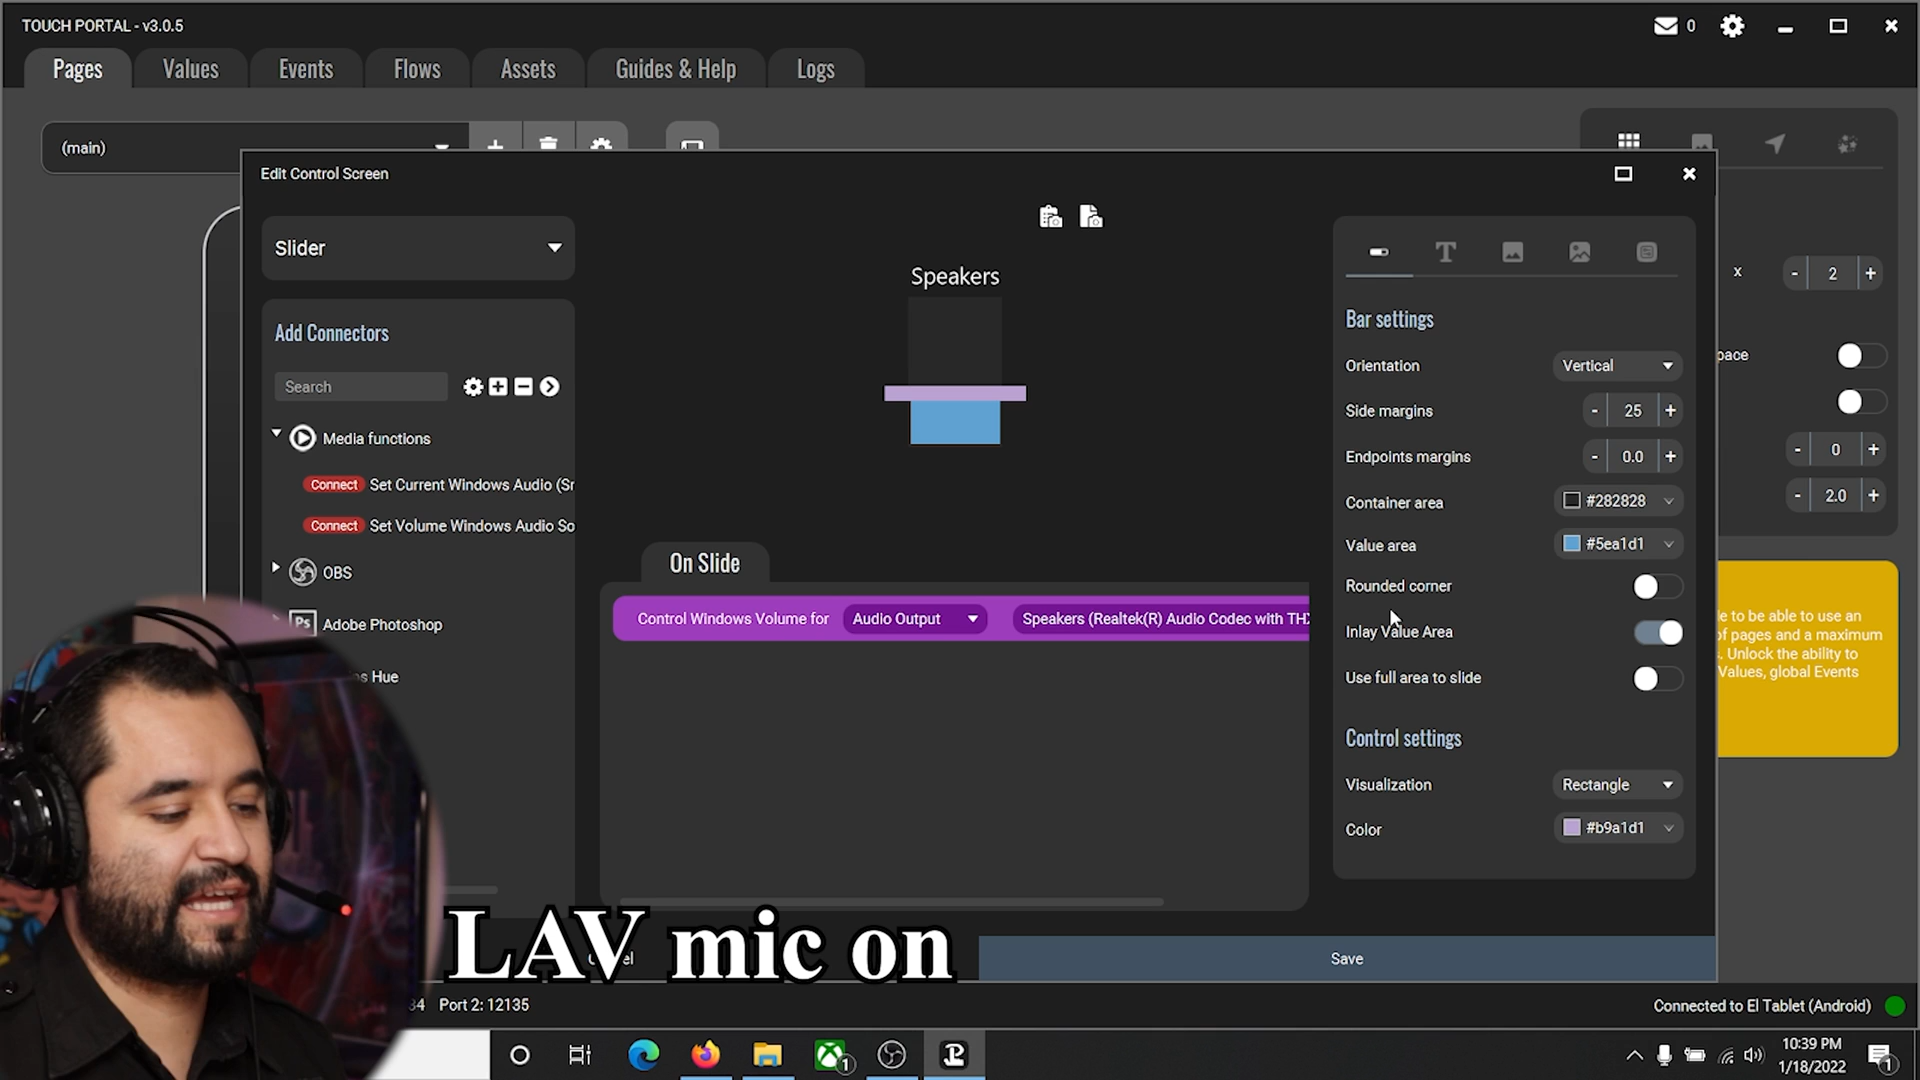 TOUCH PORTAL - v3.0.5
0
Pages
Values
Events
Flows
Assets
Guides & Help
Logs
(main)
Edit Control Screen
Slider
Speakers
x
- 2 +
Bar settings
Add Connectors
Search
Orientation
Vertical
Side margins
- 25 +
Endpoints margins
- 0.0 +
Container area
#282828
Value area
#5ea1d1
Rounded corner
Inlay Value Area
Use full area to slide
Control settings
Visualization
Rectangle
Color
#b9a1d1
- 0 +
- 2.0 +
Media functions
Connect Set Current Windows Audio
Connect Set Volume Windows Audio So
OBS
Ps Adobe Photoshop
Hue
On Slide
Control Windows Volume for
Audio Output
Speakers (Realtek(R) Audio Codec with THX
e to be able to use an
of pages and a maximum
s. Unlock the ability to
Values, global Events
LAV mic on
Save
34 Port 2: 12135
Connected to El Tablet (Android)
1
10:39 PM
1/18/2022
1